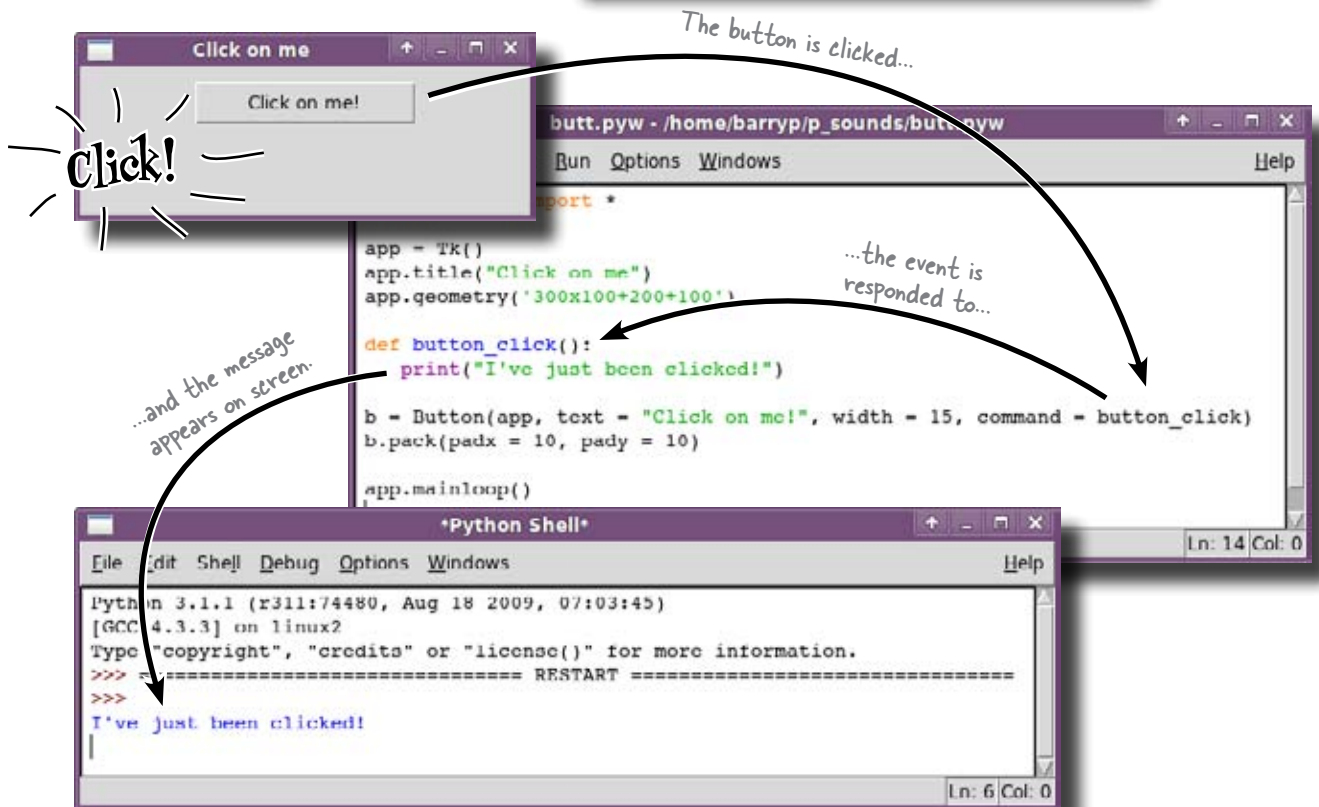 The button is clicked...
Click on me
Click on me!
Click!
butt.pyw - /home/barryp/p_sounds/butt.pyw
Run Options Windows Help
import *
app = Tk()
app.title("Click on me")
app.geometry('300x100+200+100')
...the event is
responded to...
def button_click():
print("I've just been clicked!")
...and the message
appears on screen.
b = Button(app, text = "Click on me!", width = 15, command = button_click)
b.pack(padx = 10, pady = 10)
app.mainloop()
Ln: 14 Col: 0
*Python Shell*
File Edit Shell Debug Options Windows Help
Python 3.1.1 (r311:74480, Aug 18 2009, 07:03:45)
[GCC 4.3.3] on linux2
Type "copyright", "credits" or "license()" for more information.
>>> ================================ RESTART ================================
>>>
I've just been clicked!
Ln: 6 Col: 0